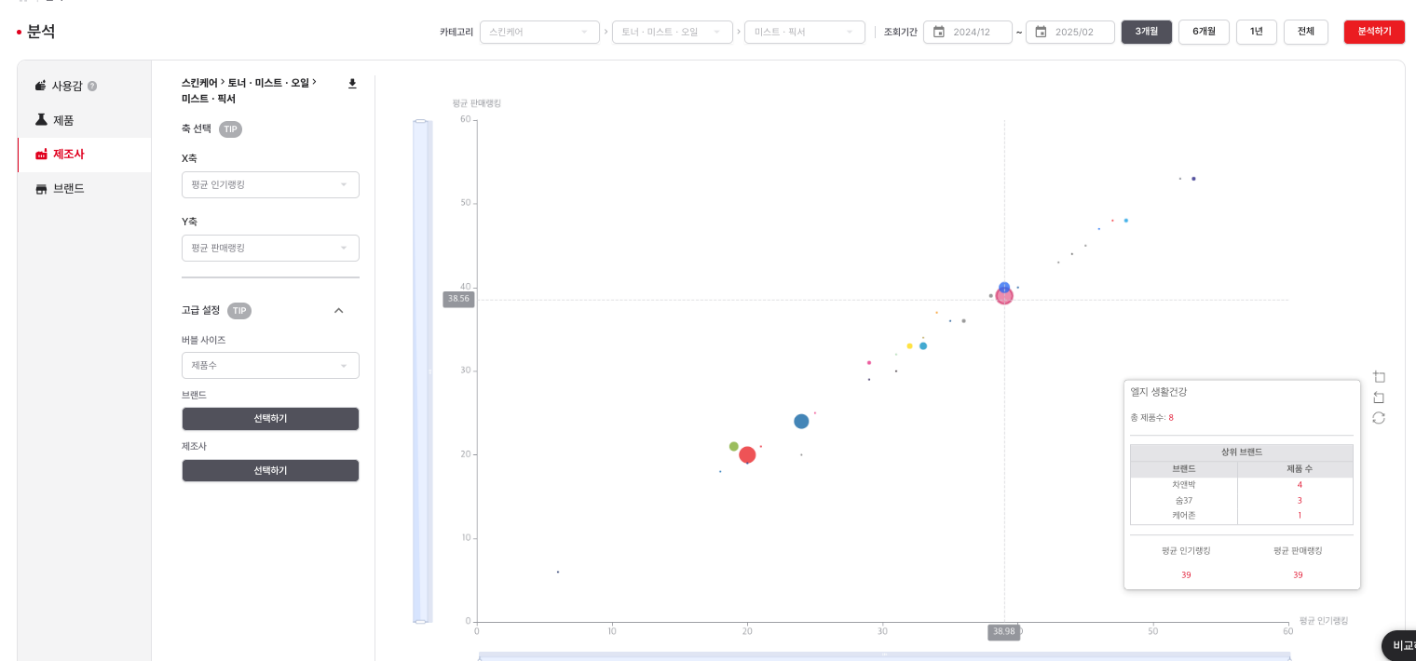 분석
카테고리 스킨케어 > 토너 · 미스트 · 오일 > 미스트 · 픽서 조회기간 2024/12 ~ 2025/02 3개월 6개월 1년 전체 분석하기
사용감
제품
제조사
브랜드
스킨케어 > 토너 · 미스트 · 오일 >
미스트 · 픽서
축 선택 TIP
X축
평균 인기랭킹
Y축
평균 판매랭킹
고급 설정 TIP
버블 사이즈
제품수
브랜드
선택하기
제조사
선택하기
평균 판매랭킹
60
50
40
38.56
30
20
10
0
0 10 20 30 38.98 50 60
평균 인기랭킹
엘지 생활건강
총 제품수: 8
상위 브랜드
브랜드 제품 수
차앤박 4
숨37 3
케어존 1
평균 인기랭킹 평균 판매랭킹
39 39